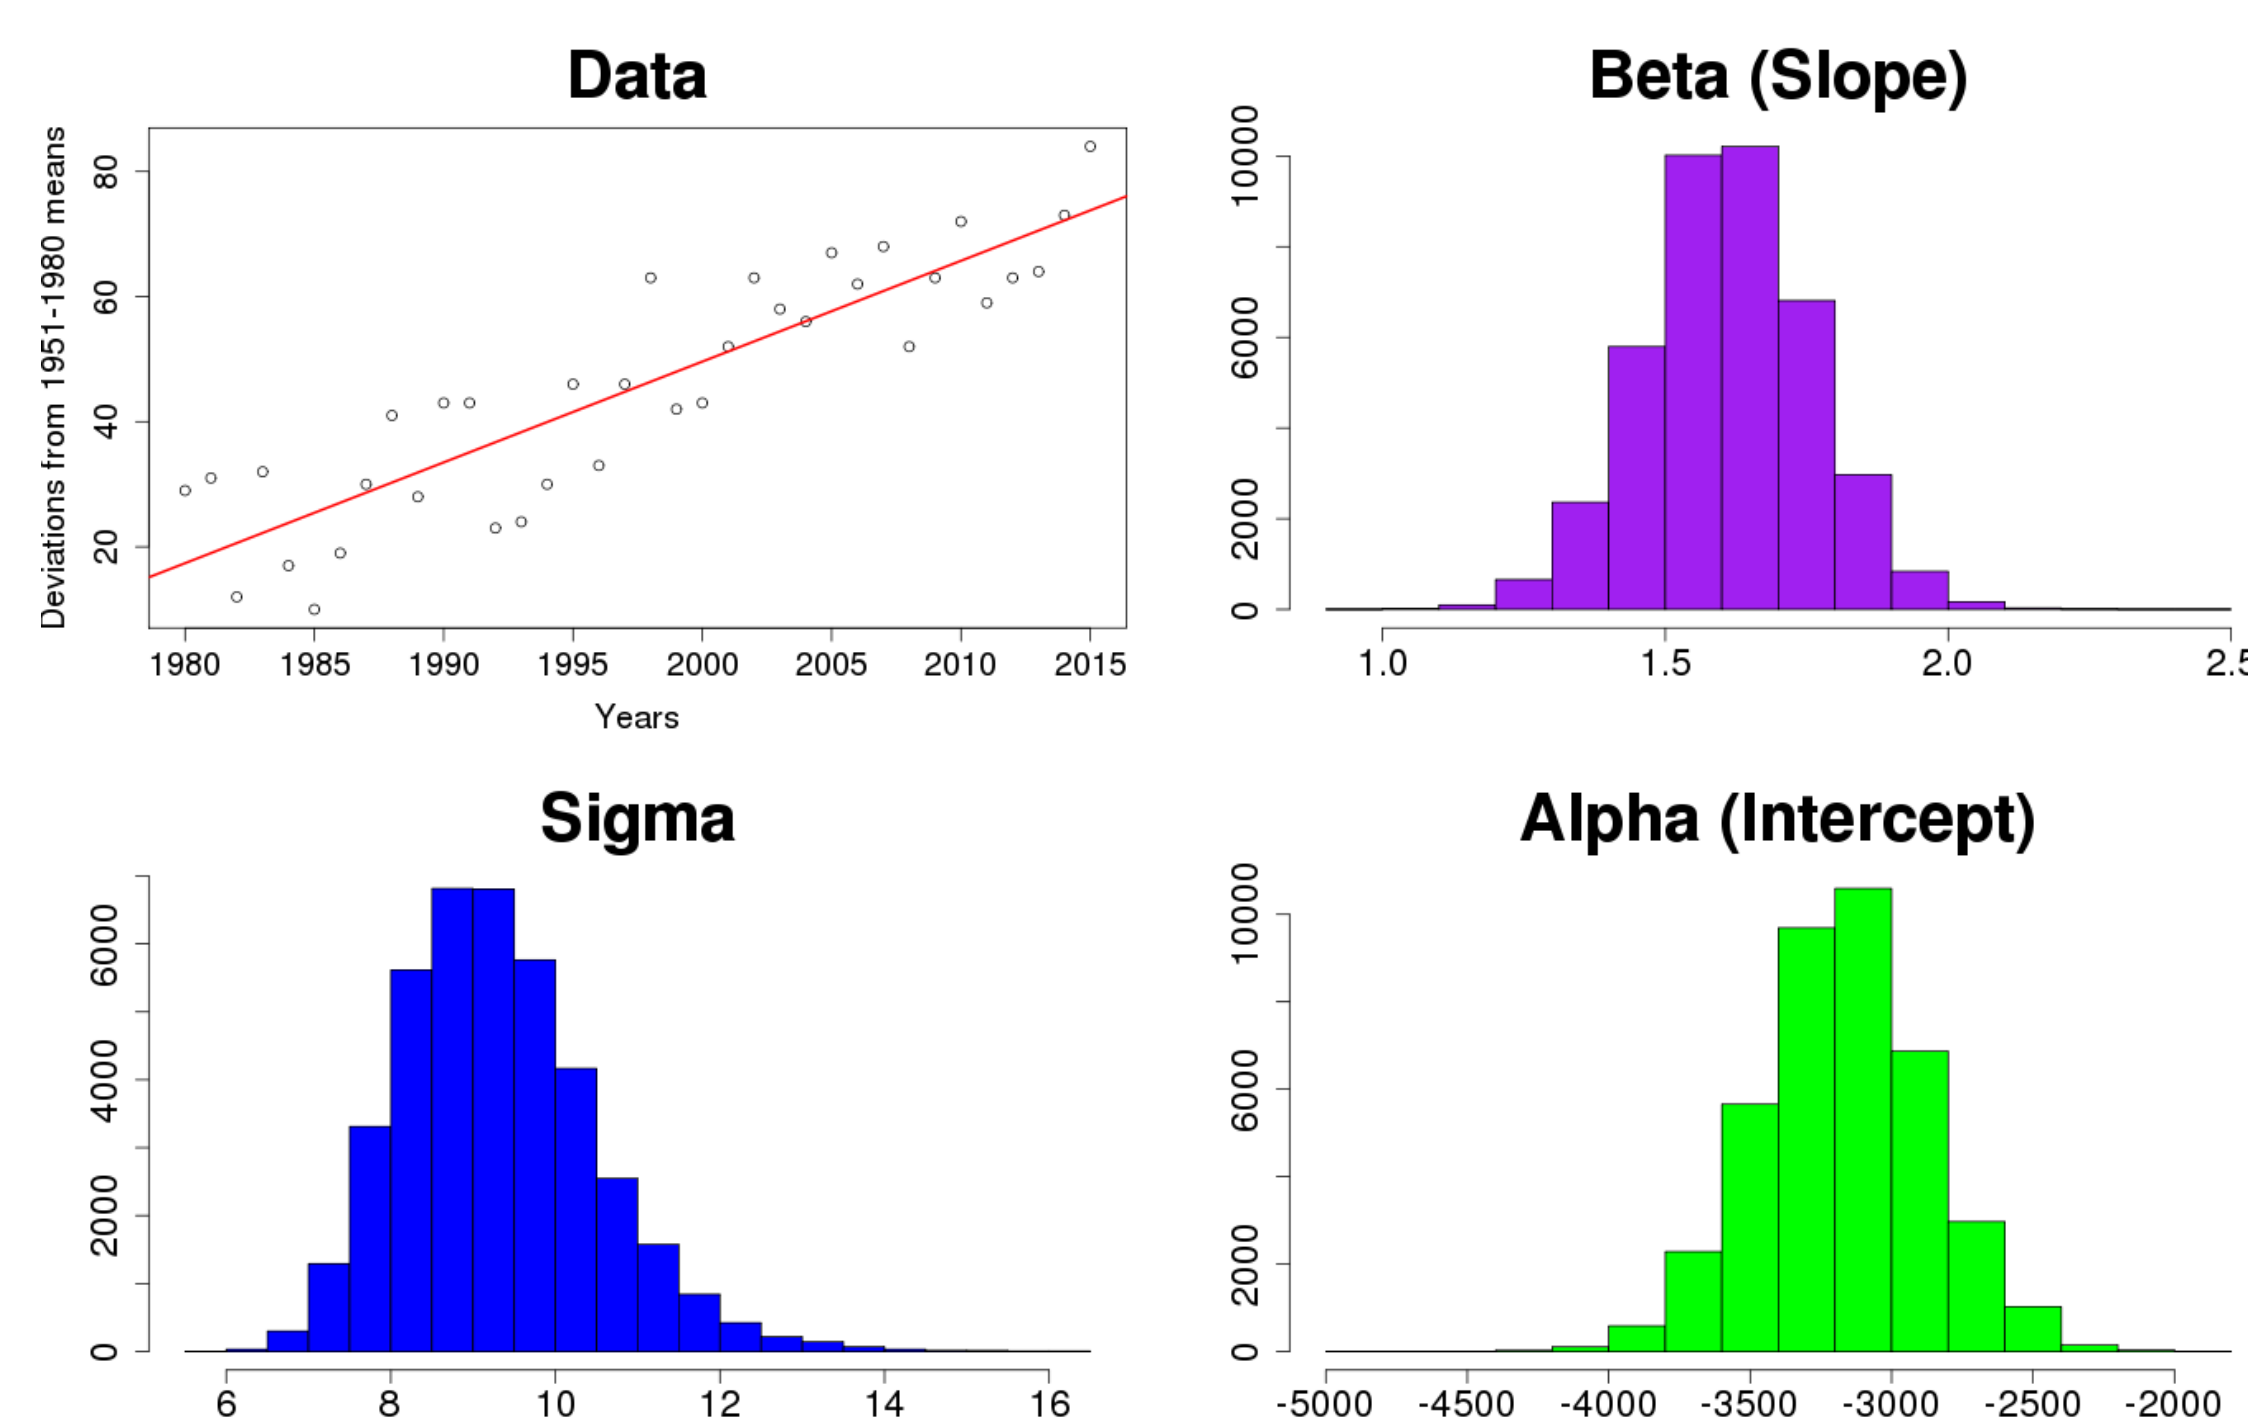 Data
Deviations from 1951-1980 means
80
60
40
20
1980 1985 1990 1995 2000 2005 2010 2015
Years
Beta (Slope)
10000
6000
2000
0
1.0 1.5 2.0 2.5
Sigma
6000
4000
2000
0
6 8 10 12 14 16
Alpha (Intercept)
10000
6000
2000
0
-5000 -4500 -4000 -3500 -3000 -2500 -2000